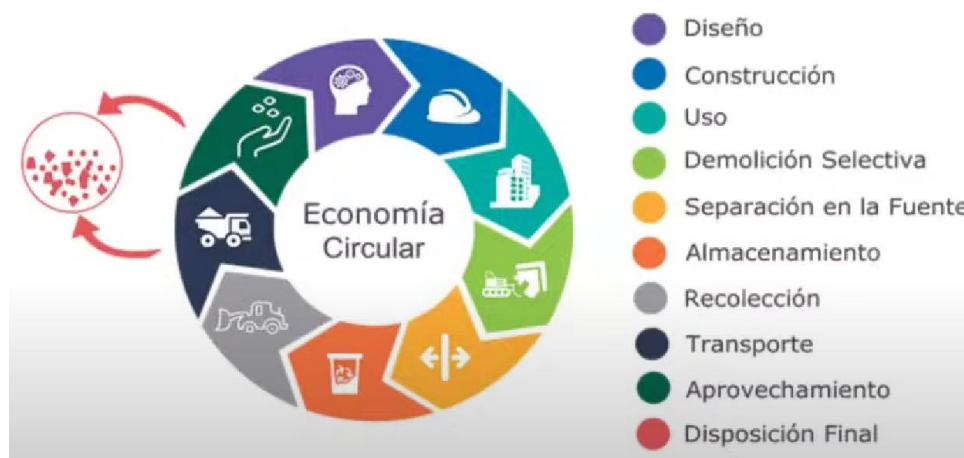 Economía
Circular
Diseño
Construcción
Uso
Demolición Selectiva
Separación en la Fuente
Almacenamiento
Recolección
Transporte
Aprovechamiento
Disposición Final